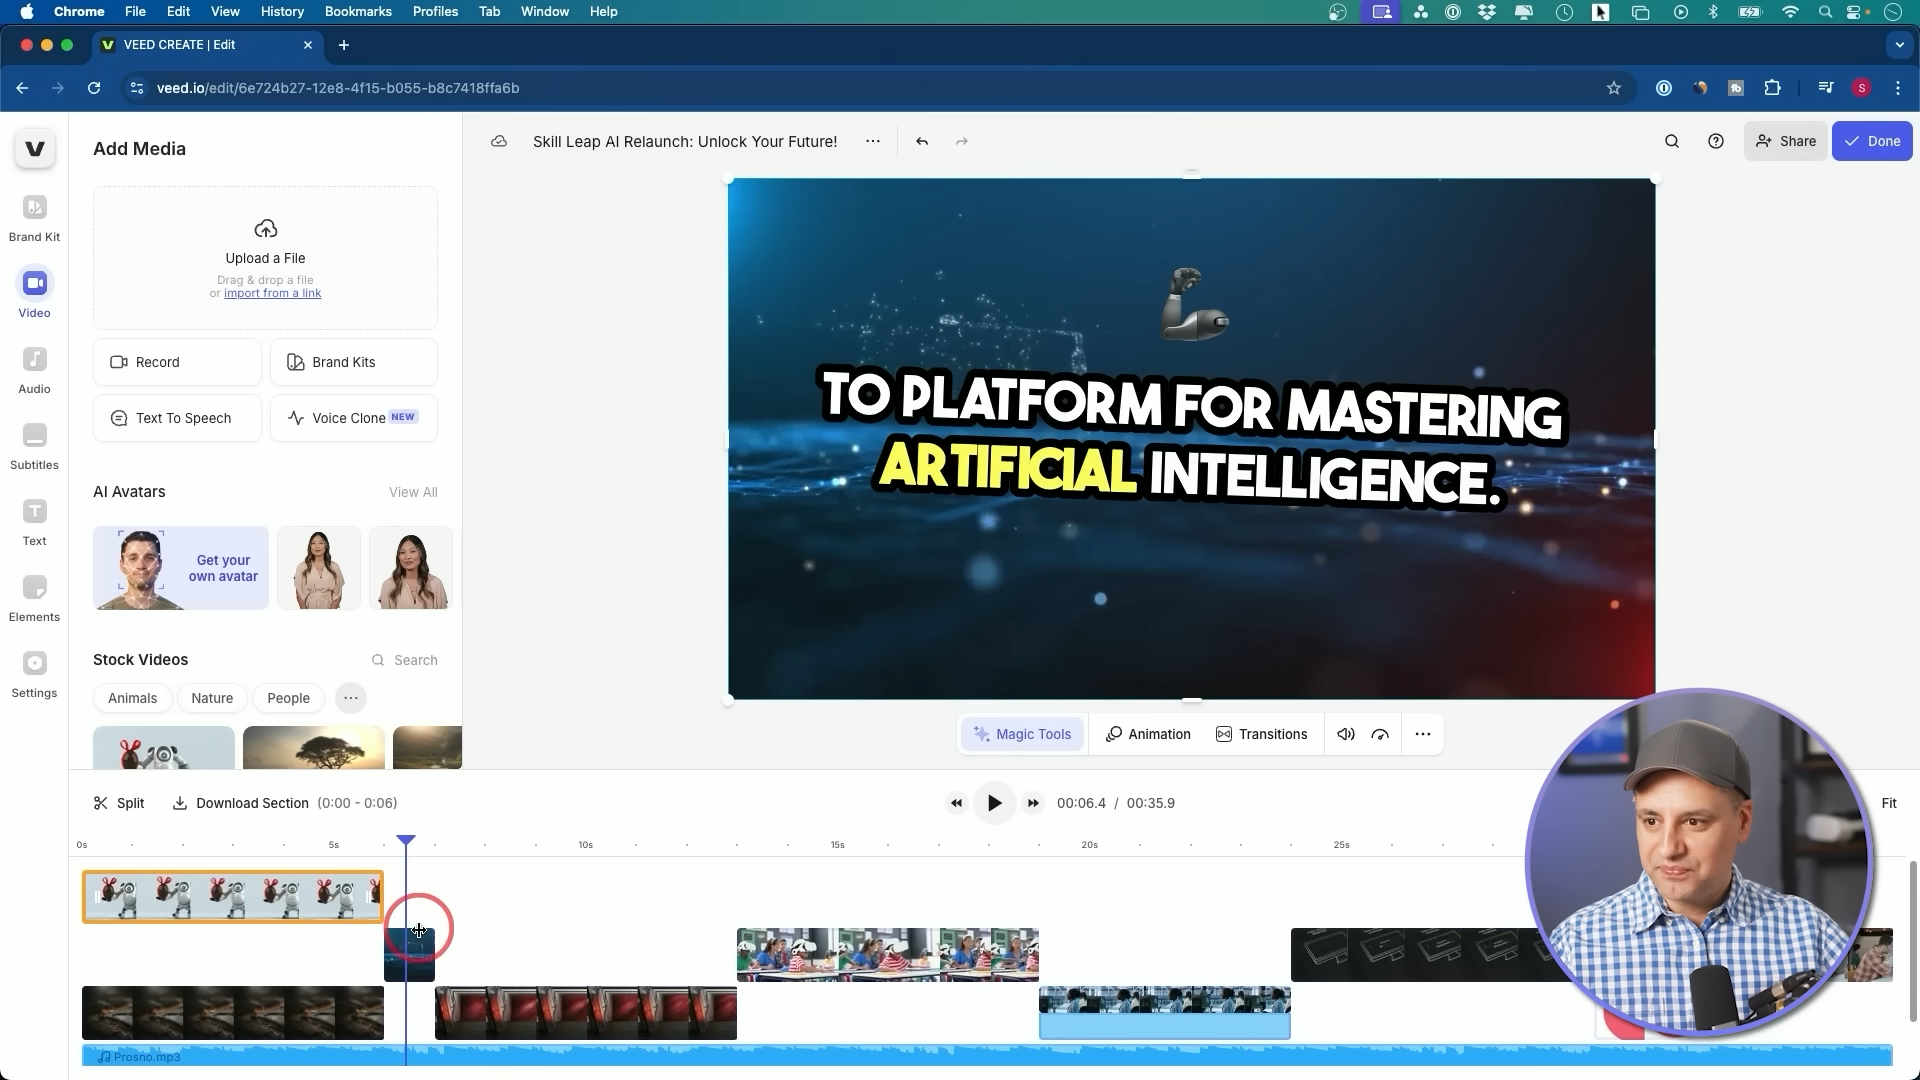 Chrome File Edit View History Bookmarks Profiles Tab Window Help
VEED CREATE | Edit
veed.io/edit/6e724b27-12e8-4f15-b055-b8c7418ffa6b
S
Add Media
Skill Leap AI Relaunch: Unlock Your Future!
Share
Done
Upload a File
Drag & drop a file
or import from a link
Brand Kit
Video
Audio
Subtitles
Text
Elements
Settings
Record
Brand Kits
Text To Speech
Voice Clone NEW
AI Avatars
View All
Get your
own avatar
Stock Videos
Search
Animals
Nature
People
TO PLATFORM FOR MASTERING
ARTIFICIAL INTELLIGENCE.
Magic Tools
Animation
Transitions
Split
Download Section (0:00 - 0:06)
00:06.4 / 00:35.9
Fit
0s
5s
10s
15s
20s
25s
Prosno.mp3